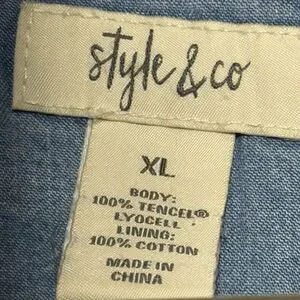 style & co
XL
BODY:
100% TENCEL®
LYOCELL
LINING:
100% COTTON
MADE IN
CHINA